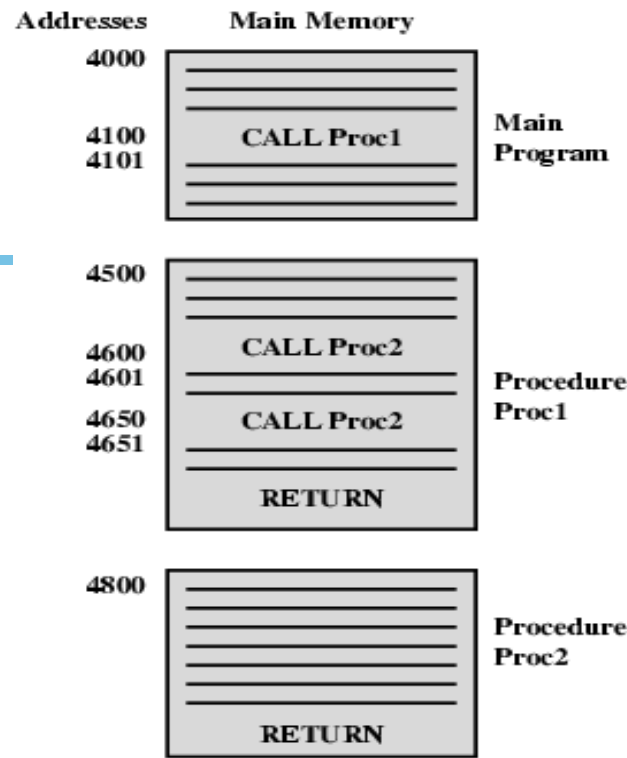 Addresses Main Memory
4000
4100 CALL Proc1
4101
Main
Program
4500
4600 CALL Proc2
4601
4650 CALL Proc2
4651
RETURN
Procedure
Proc1
4800
RETURN
Procedure
Proc2